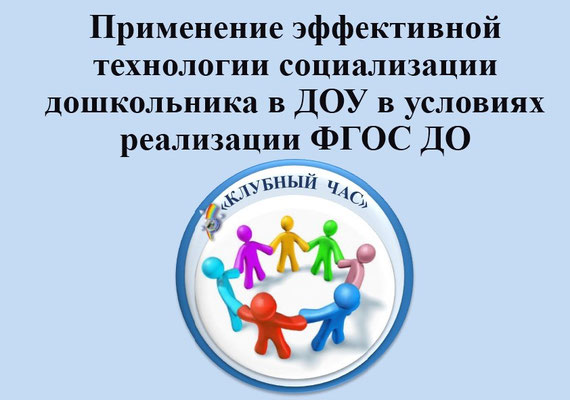 Применение эффективной
технологии социализации
дошкольника в ДОУ в условиях
реализации ФГОС ДО
«КЛУБНЫЙ ЧАС»